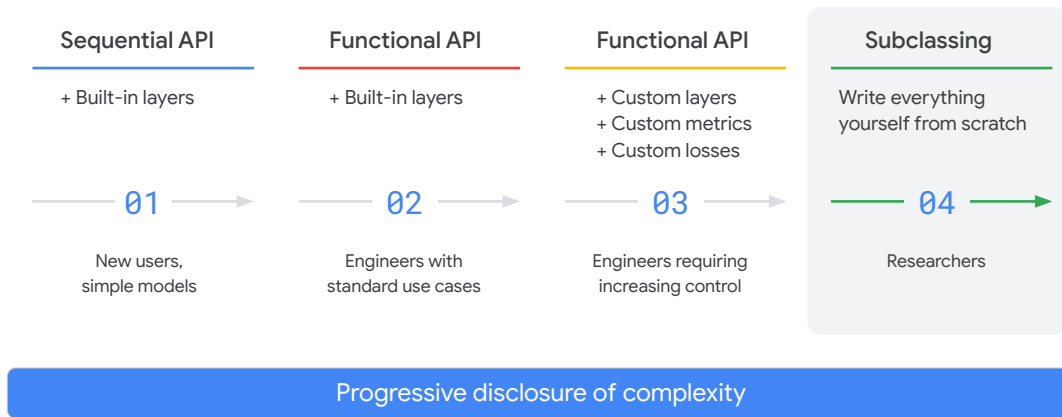 Sequential API
+ Built-in layers
01
New users,
simple models
Functional API
+ Built-in layers
02
Engineers with
standard use cases
Functional API
+ Custom layers
+ Custom metrics
+ Custom losses
03
Engineers requiring
increasing control
Subclassing
Write everything
yourself from scratch
04
Researchers
Progressive disclosure of complexity